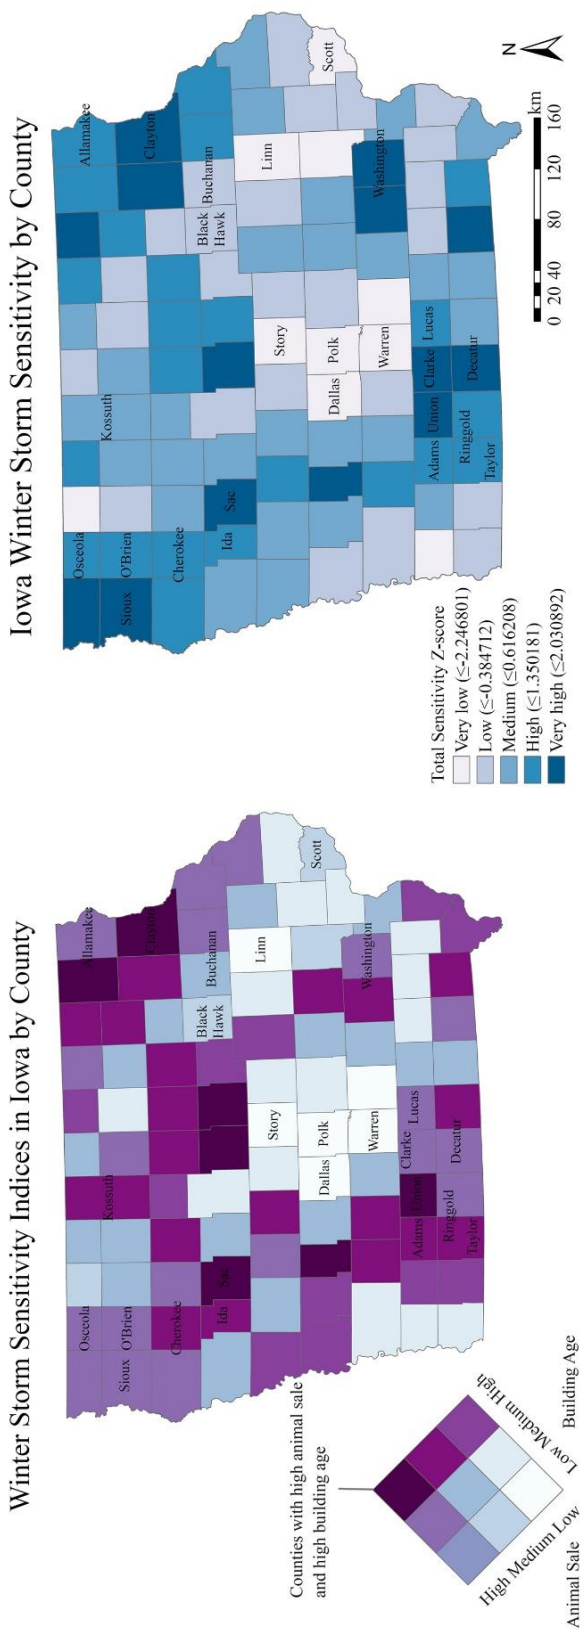 Winter Storm Sensitivity Indices in Iowa by County
Osceola
Kossuth
Allamakee
Sioux
O'Brien
Clayton
Cherokee
Buchanan
Ida
Sac
Black
Hawk
Linn
Story
Scott
Dallas
Polk
Warren
Washington
Adams
Union
Clarke
Lucas
Taylor
Ringgold
Decatur
Counties with high animal sale
and high building age
High Medium Low
Animal Sale
Low Medium High
Building Age
Iowa Winter Storm Sensitivity by County
Osceola
Kossuth
Allamakee
Sioux
O'Brien
Clayton
Cherokee
Buchanan
Ida
Sac
Black
Hawk
Linn
Story
Scott
Dallas
Polk
Warren
Washington
Adams
Union
Clarke
Lucas
Taylor
Ringgold
Decatur
Total Sensitivity Z-score
Very low (≤-2.246801)
Low (≤-0.384712)
Medium (≤0.616208)
High (≤1.350181)
Very high (≤2.030892)
N
km
0 20 40 80 120 160